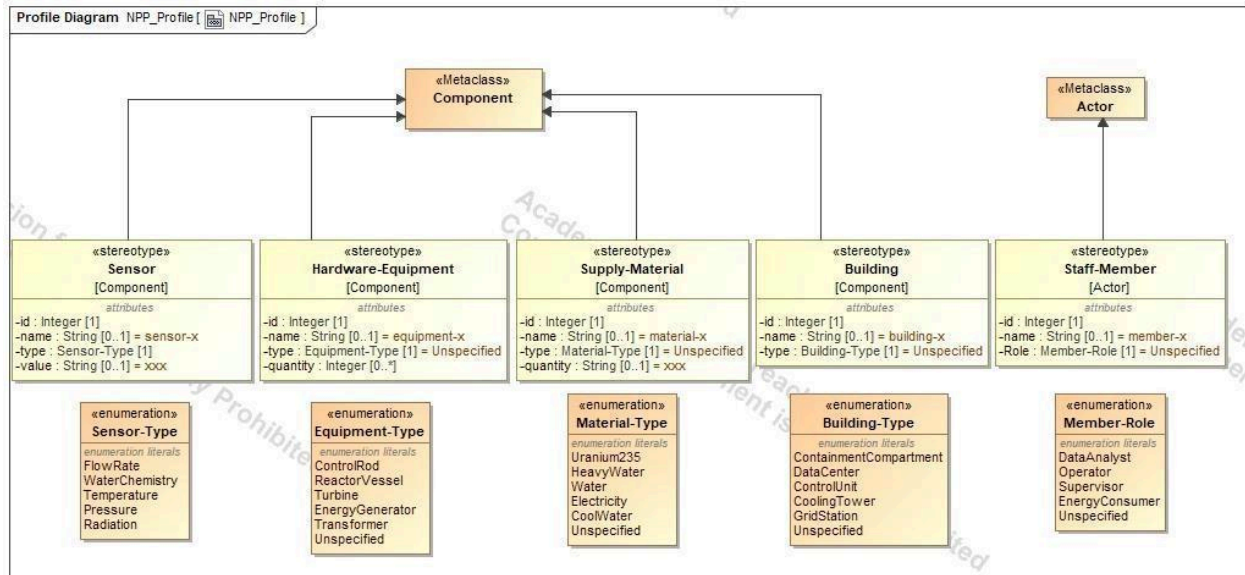 Profile Diagram NPP_Profile [ NPP_Profile ]
«Metaclass»
Component
«Metaclass»
Actor
«stereotype»
Sensor
[Component]
attributes
-id : Integer [1]
-name : String [0..1] = sensor-x
-type : Sensor-Type [1]
-value : String [0..1] = xxx
«stereotype»
Hardware-Equipment
[Component]
attributes
-id : Integer [1]
-name : String [0..1] = equipment-x
-type : Equipment-Type [1] = Unspecified
-quantity : Integer [0..*]
«stereotype»
Supply-Material
[Component]
attributes
-id : Integer [1]
-name : String [0..1] = material-x
-type : Material-Type [1] = Unspecified
-quantity : String [0..1] = xxx
«stereotype»
Building
[Component]
attributes
-id : Integer [1]
-name : String [0..1] = building-x
-type : Building-Type [1] = Unspecified
«stereotype»
Staff-Member
[Actor]
attributes
-id : Integer [1]
-name : String [0..1] = member-x
-Role : Member-Role [1] = Unspecified
«enumeration»
Sensor-Type
enumeration literals
FlowRate
WaterChemistry
Temperature
Pressure
Radiation
«enumeration»
Equipment-Type
enumeration literals
ControlRod
ReactorVessel
Turbine
EnergyGenerator
Transformer
Unspecified
«enumeration»
Material-Type
enumeration literals
Uranium235
HeavyWater
Water
Electricity
CoolWater
Unspecified
«enumeration»
Building-Type
enumeration literals
ContainmentCompartment
DataCenter
ControlUnit
CoolingTower
GridStation
Unspecified
«enumeration»
Member-Role
enumeration literals
DataAnalyst
Operator
Supervisor
EnergyConsumer
Unspecified